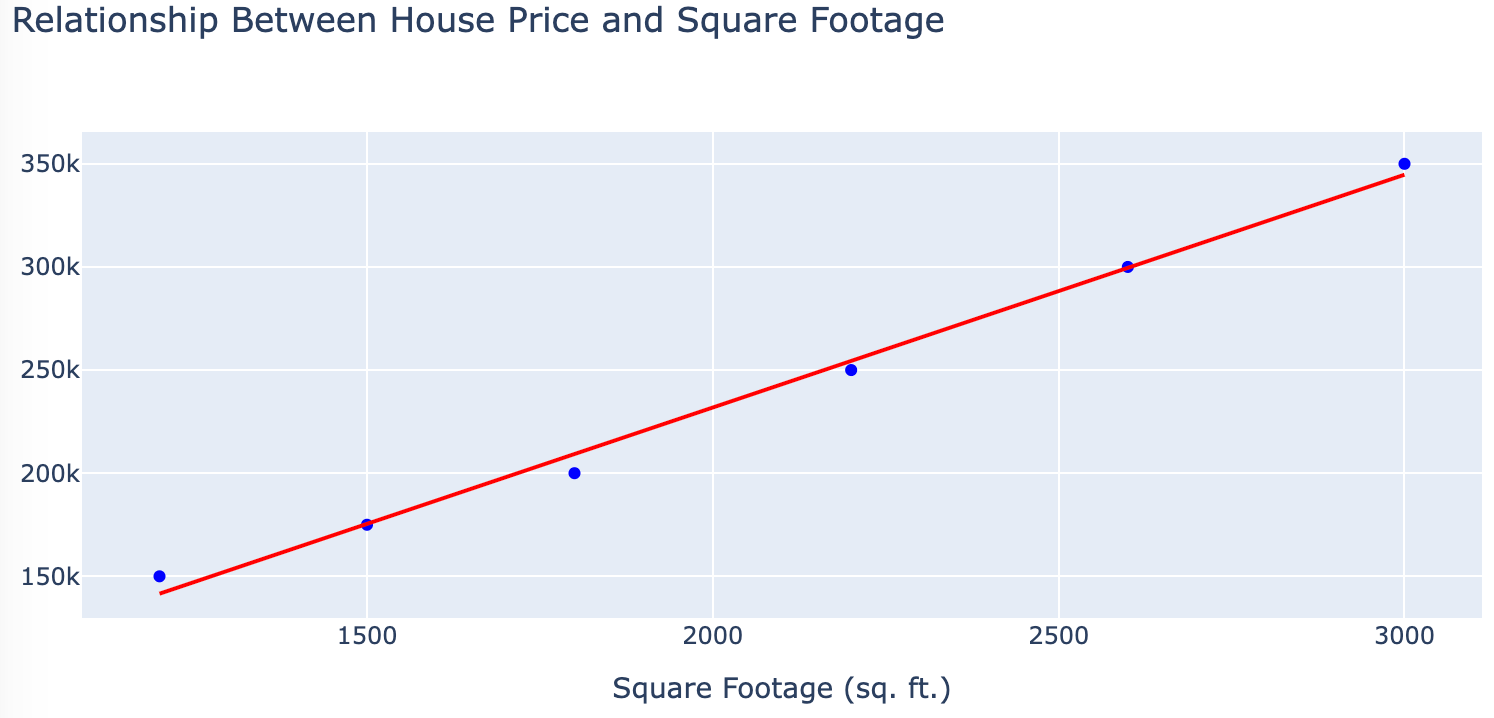 Relationship Between House Price and Square Footage
350k
300k
250k
200k
150k
1500 2000 2500 3000
Square Footage (sq. ft.)